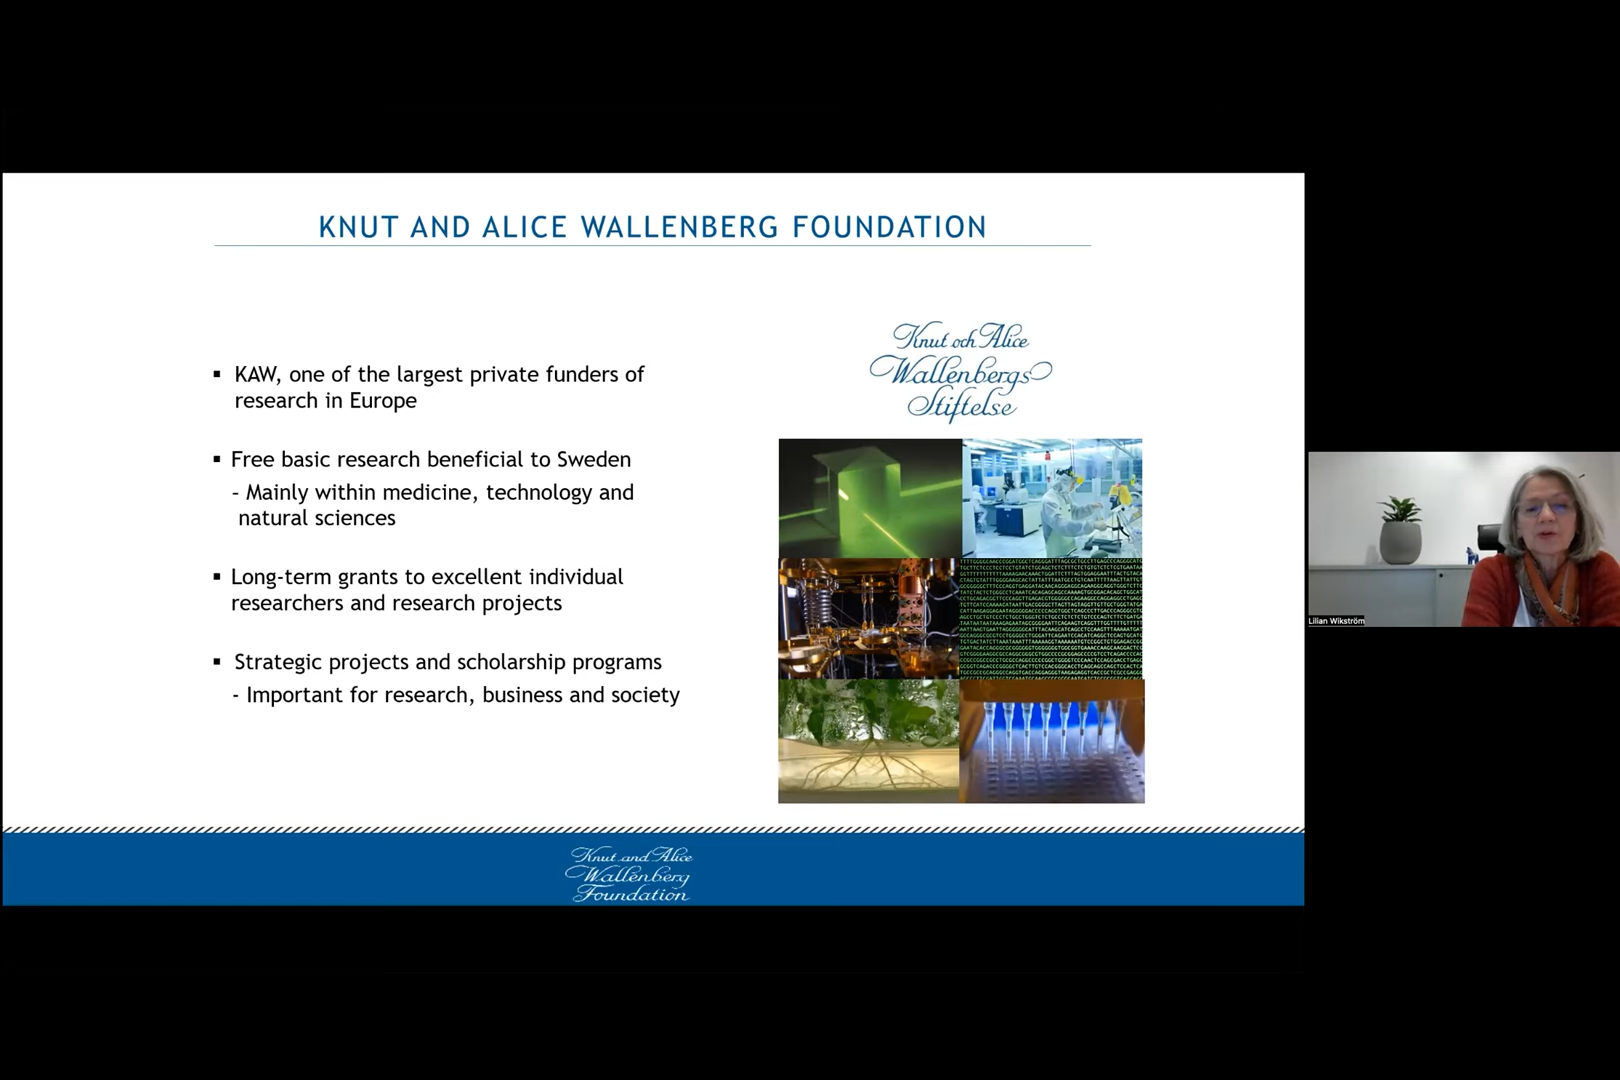 KNUT AND ALICE WALLENBERG FOUNDATION
▪ KAW, one of the largest private funders of
research in Europe
▪ Free basic research beneficial to Sweden
- Mainly within medicine, technology and
natural sciences
▪ Long-term grants to excellent individual
researchers and research projects
▪ Strategic projects and scholarship programs
- Important for research, business and society
Knut och Alice
Wallenbergs
Stiftelse
Knut and Alice
Wallenberg
Foundation
Lilian Wikström